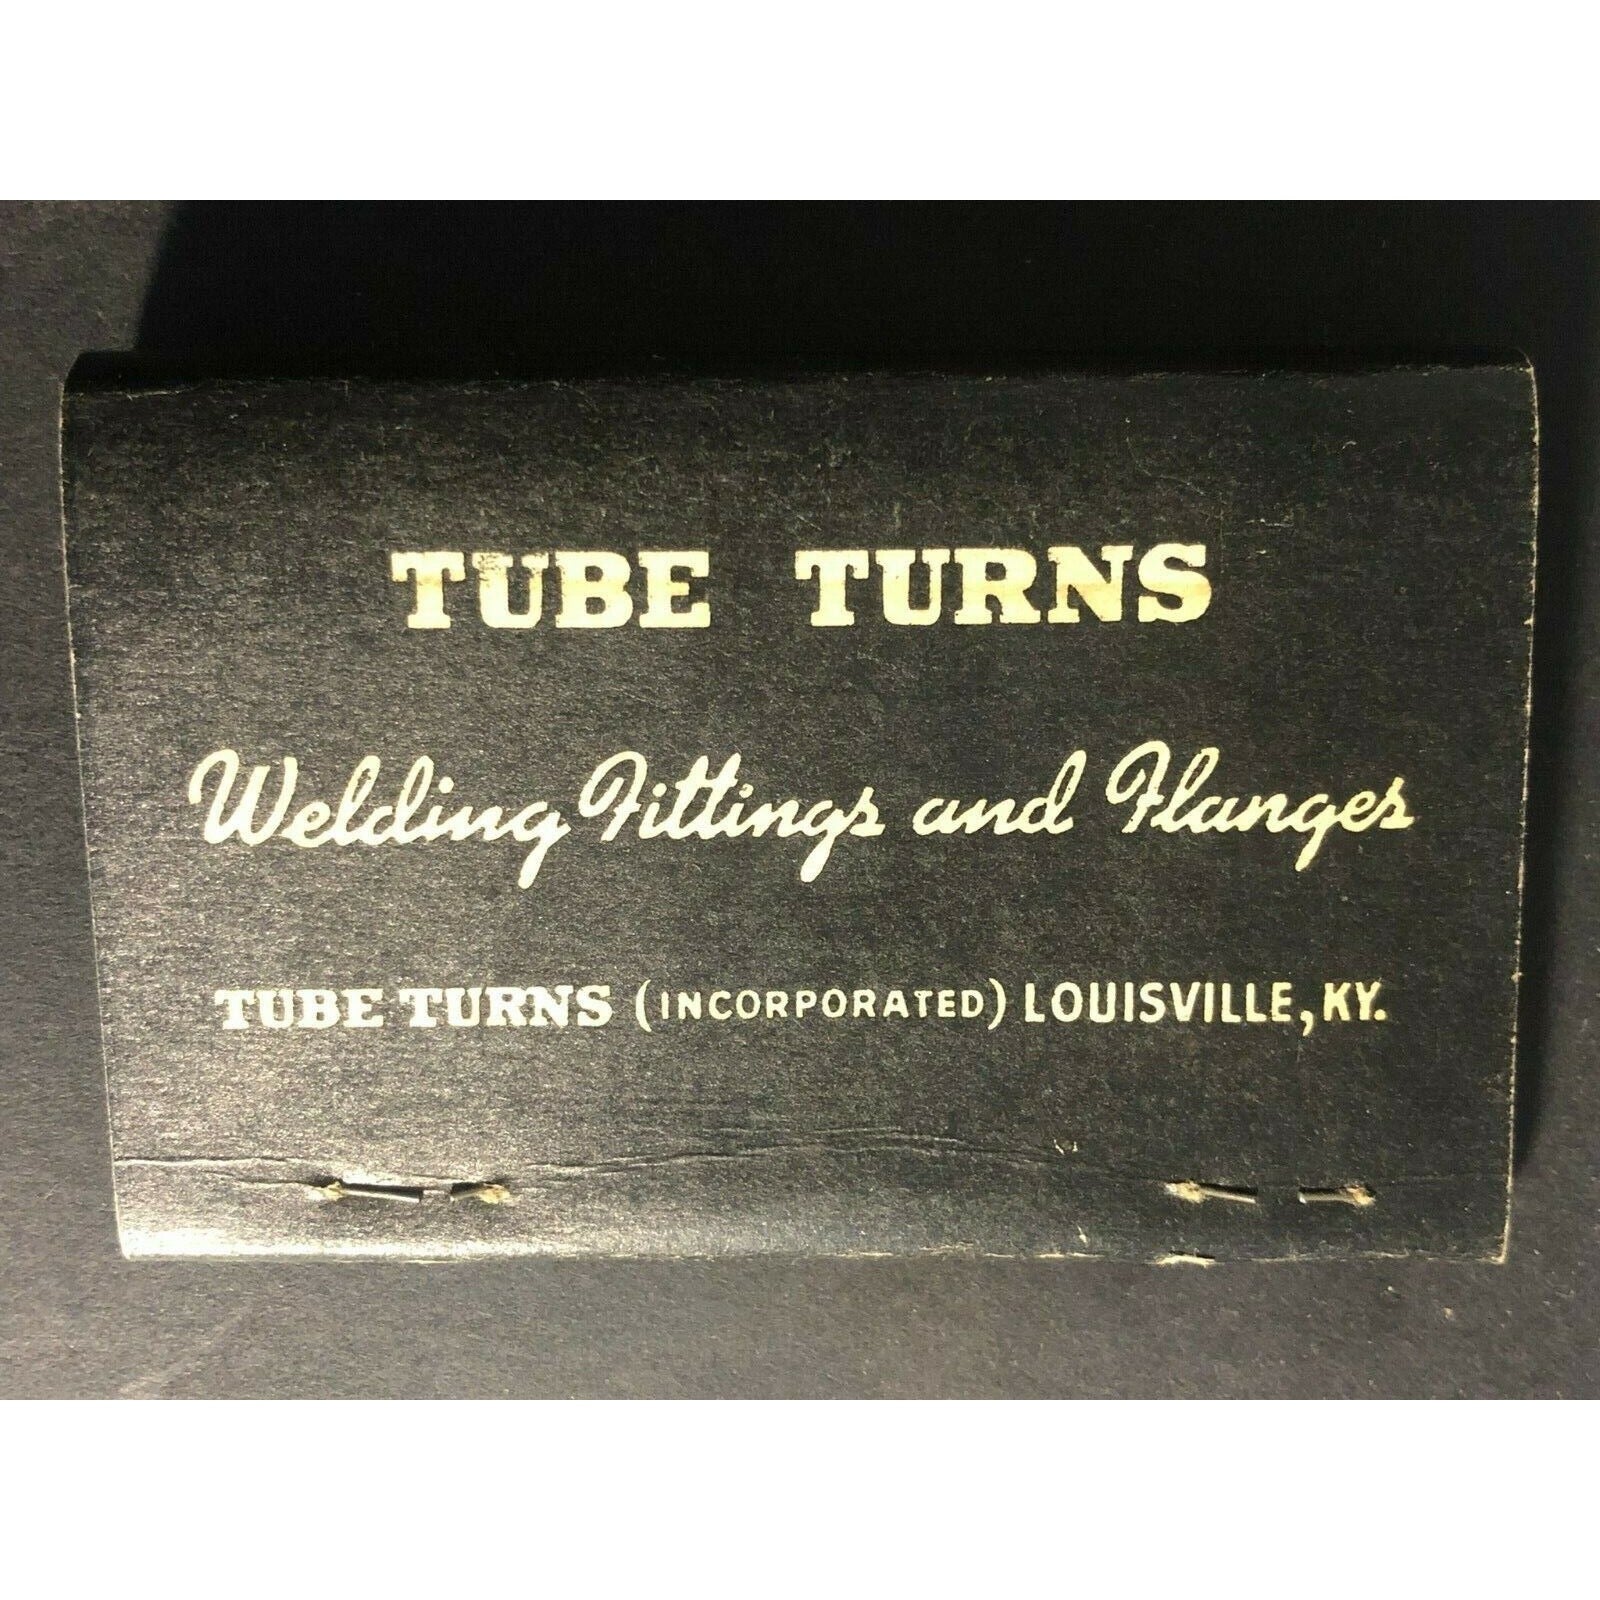 TUBE TURNS
Welding Fittings and Flanges
TUBE TURNS (INCORPORATED) LOUISVILLE, KY.